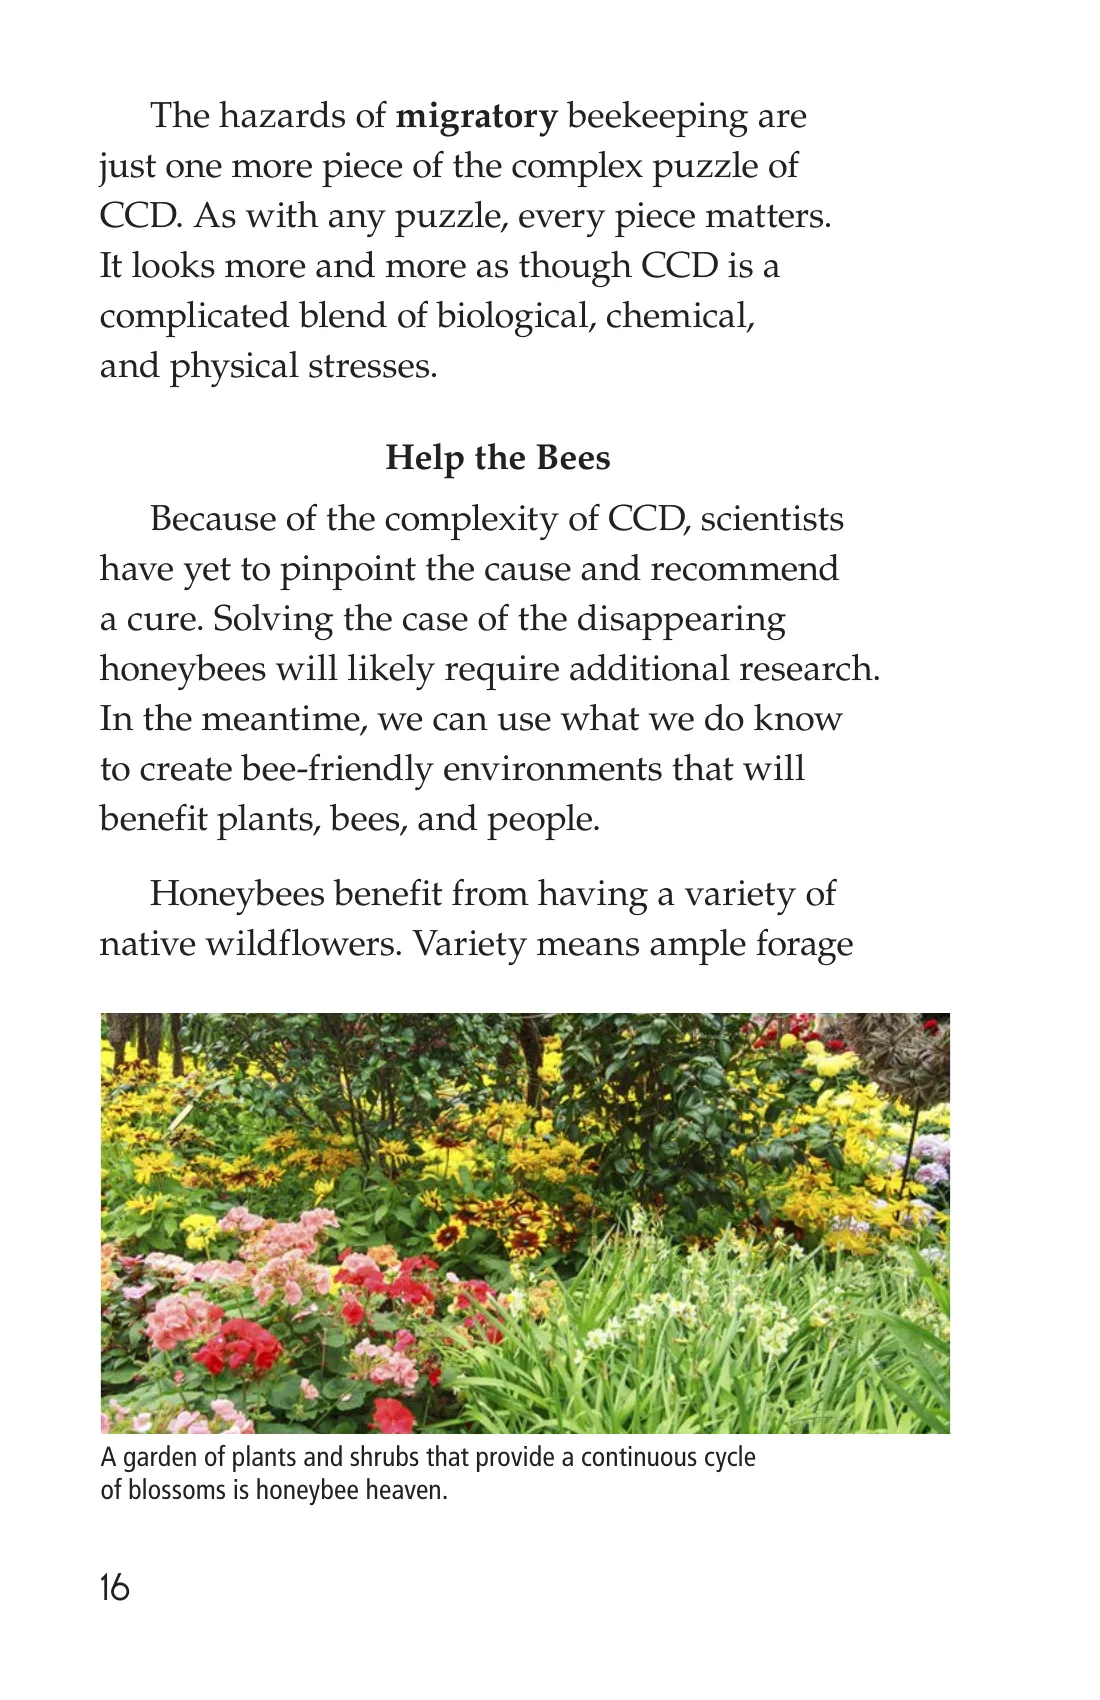 The hazards of migratory beekeeping are
just one more piece of the complex puzzle of
CCD. As with any puzzle, every piece matters.
It looks more and more as though CCD is a
complicated blend of biological, chemical,
and physical stresses.
Help the Bees
Because of the complexity of CCD, scientists
have yet to pinpoint the cause and recommend
a cure. Solving the case of the disappearing
honeybees will likely require additional research.
In the meantime, we can use what we do know
to create bee-friendly environments that will
benefit plants, bees, and people.
Honeybees benefit from having a variety of
native wildflowers. Variety means ample forage
A garden of plants and shrubs that provide a continuous cycle
of blossoms is honeybee heaven.
16